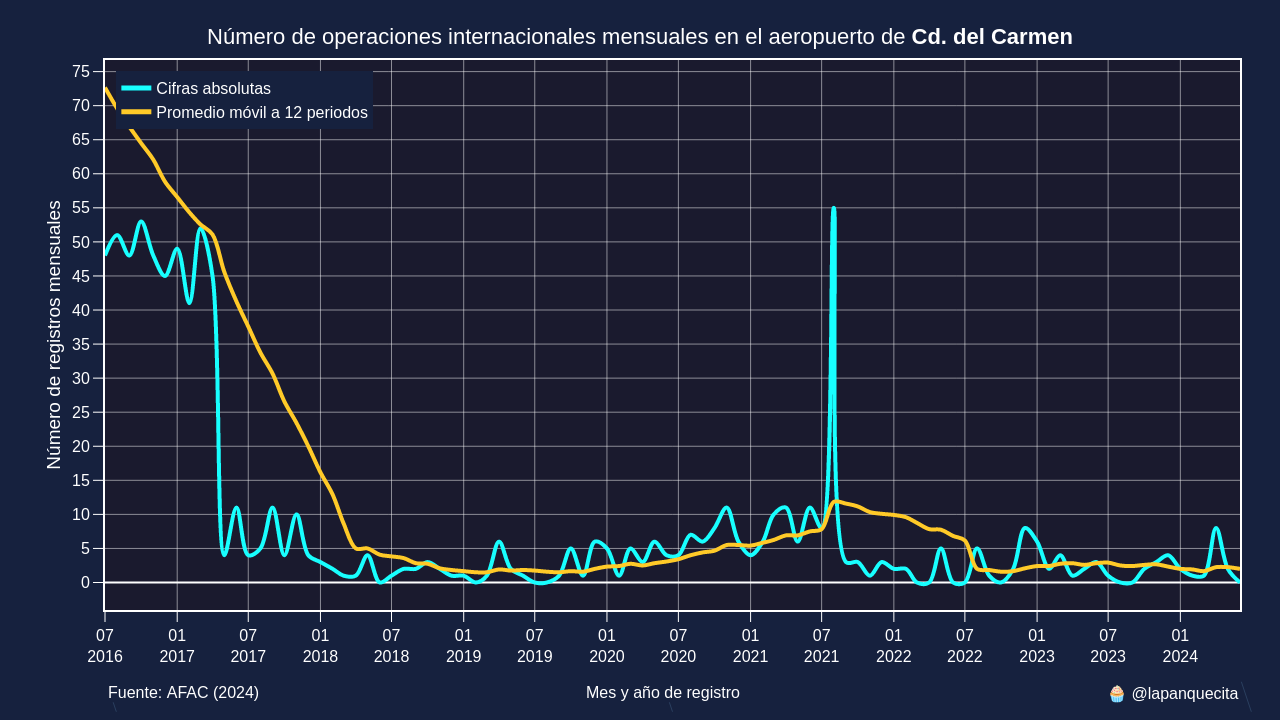 Número de operaciones internacionales mensuales en el aeropuerto de Cd. del Carmen
Cifras absolutas
Promedio móvil a 12 periodos
Número de registros mensuales
75
70
65
60
55
50
45
40
35
30
25
20
15
10
5
0
07 01 07 01 07 01 07 01 07 01 07 01 07 01 07 01
2016 2017 2017 2018 2018 2019 2019 2020 2020 2021 2021 2022 2022 2023 2023 2024
Fuente: AFAC (2024)
Mes y año de registro
🧁 @lapanquecita